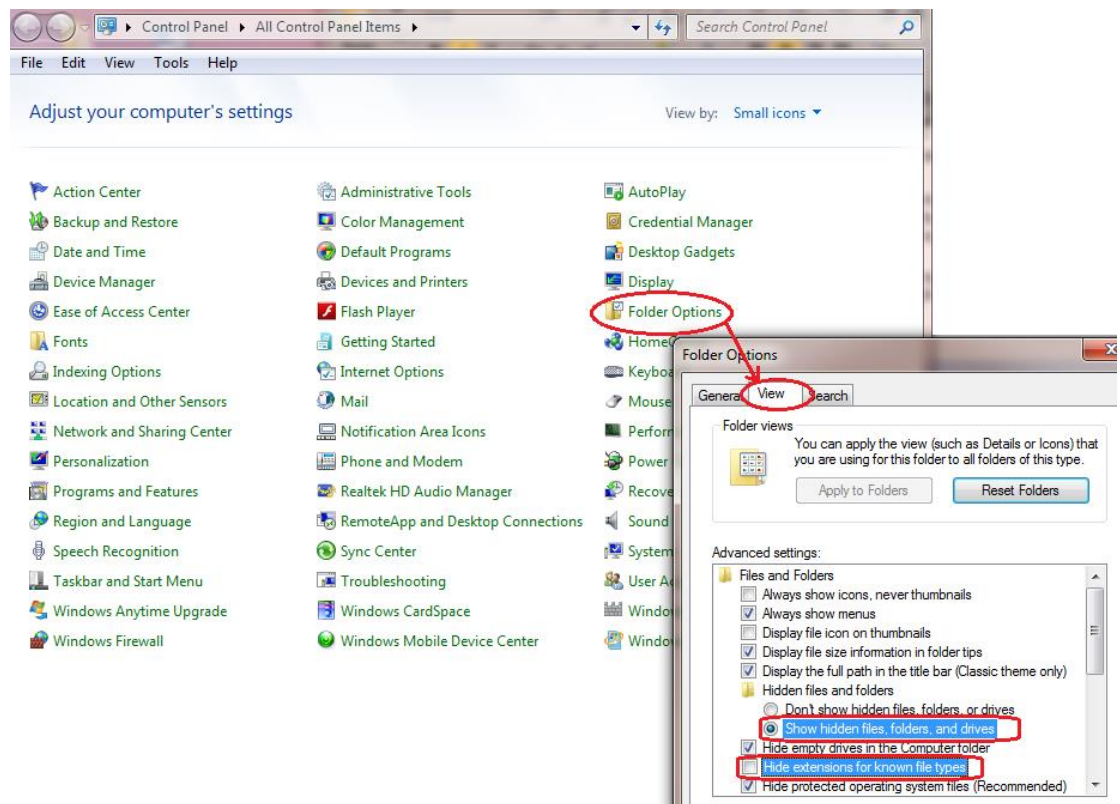 Control Panel ▸ All Control Panel Items ▸
Search Control Panel
File Edit View Tools Help
Adjust your computer's settings
View by: Small icons
Action Center
Administrative Tools
AutoPlay
Backup and Restore
Color Management
Credential Manager
Date and Time
Default Programs
Desktop Gadgets
Device Manager
Devices and Printers
Display
Ease of Access Center
Flash Player
Folder Options
Fonts
Getting Started
Indexing Options
Internet Options
Location and Other Sensors
Mail
Mouse
Network and Sharing Center
Notification Area Icons
Personalization
Phone and Modem
Power
Programs and Features
Realtek HD Audio Manager
Region and Language
RemoteApp and Desktop Connections
Sound
Speech Recognition
Sync Center
System
Taskbar and Start Menu
Troubleshooting
User
Windows Anytime Upgrade
Windows CardSpace
Windows Firewall
Windows Mobile Device Center
Folder Options
General View Search
Folder views
You can apply the view (such as Details or Icons) that
you are using for this folder to all folders of this type.
Apply to Folders
Reset Folders
Advanced settings:
Files and Folders
Always show icons, never thumbnails
Always show menus
Display file icon on thumbnails
Display file size information in folder tips
Display the full path in the title bar (Classic theme only)
Hidden files and folders
Don't show hidden files, folders, or drives
Show hidden files, folders, and drives
Hide empty drives in the Computer folder
Hide extensions for known file types
Hide protected operating system files (Recommended)